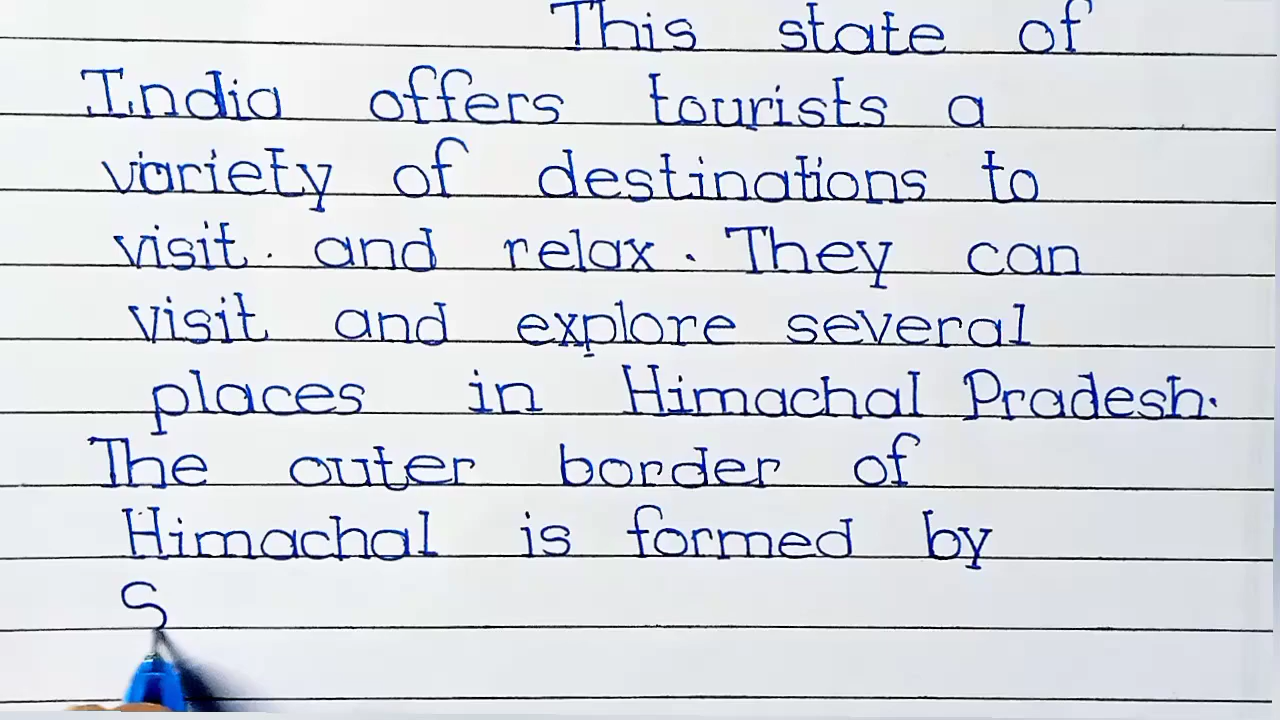 This state of
India offers tourists a
variety of destinations to
visit. and relax. They can
visit and explore several
places in Himachal Pradesh.
The outer border of
Himachal is formed by
S